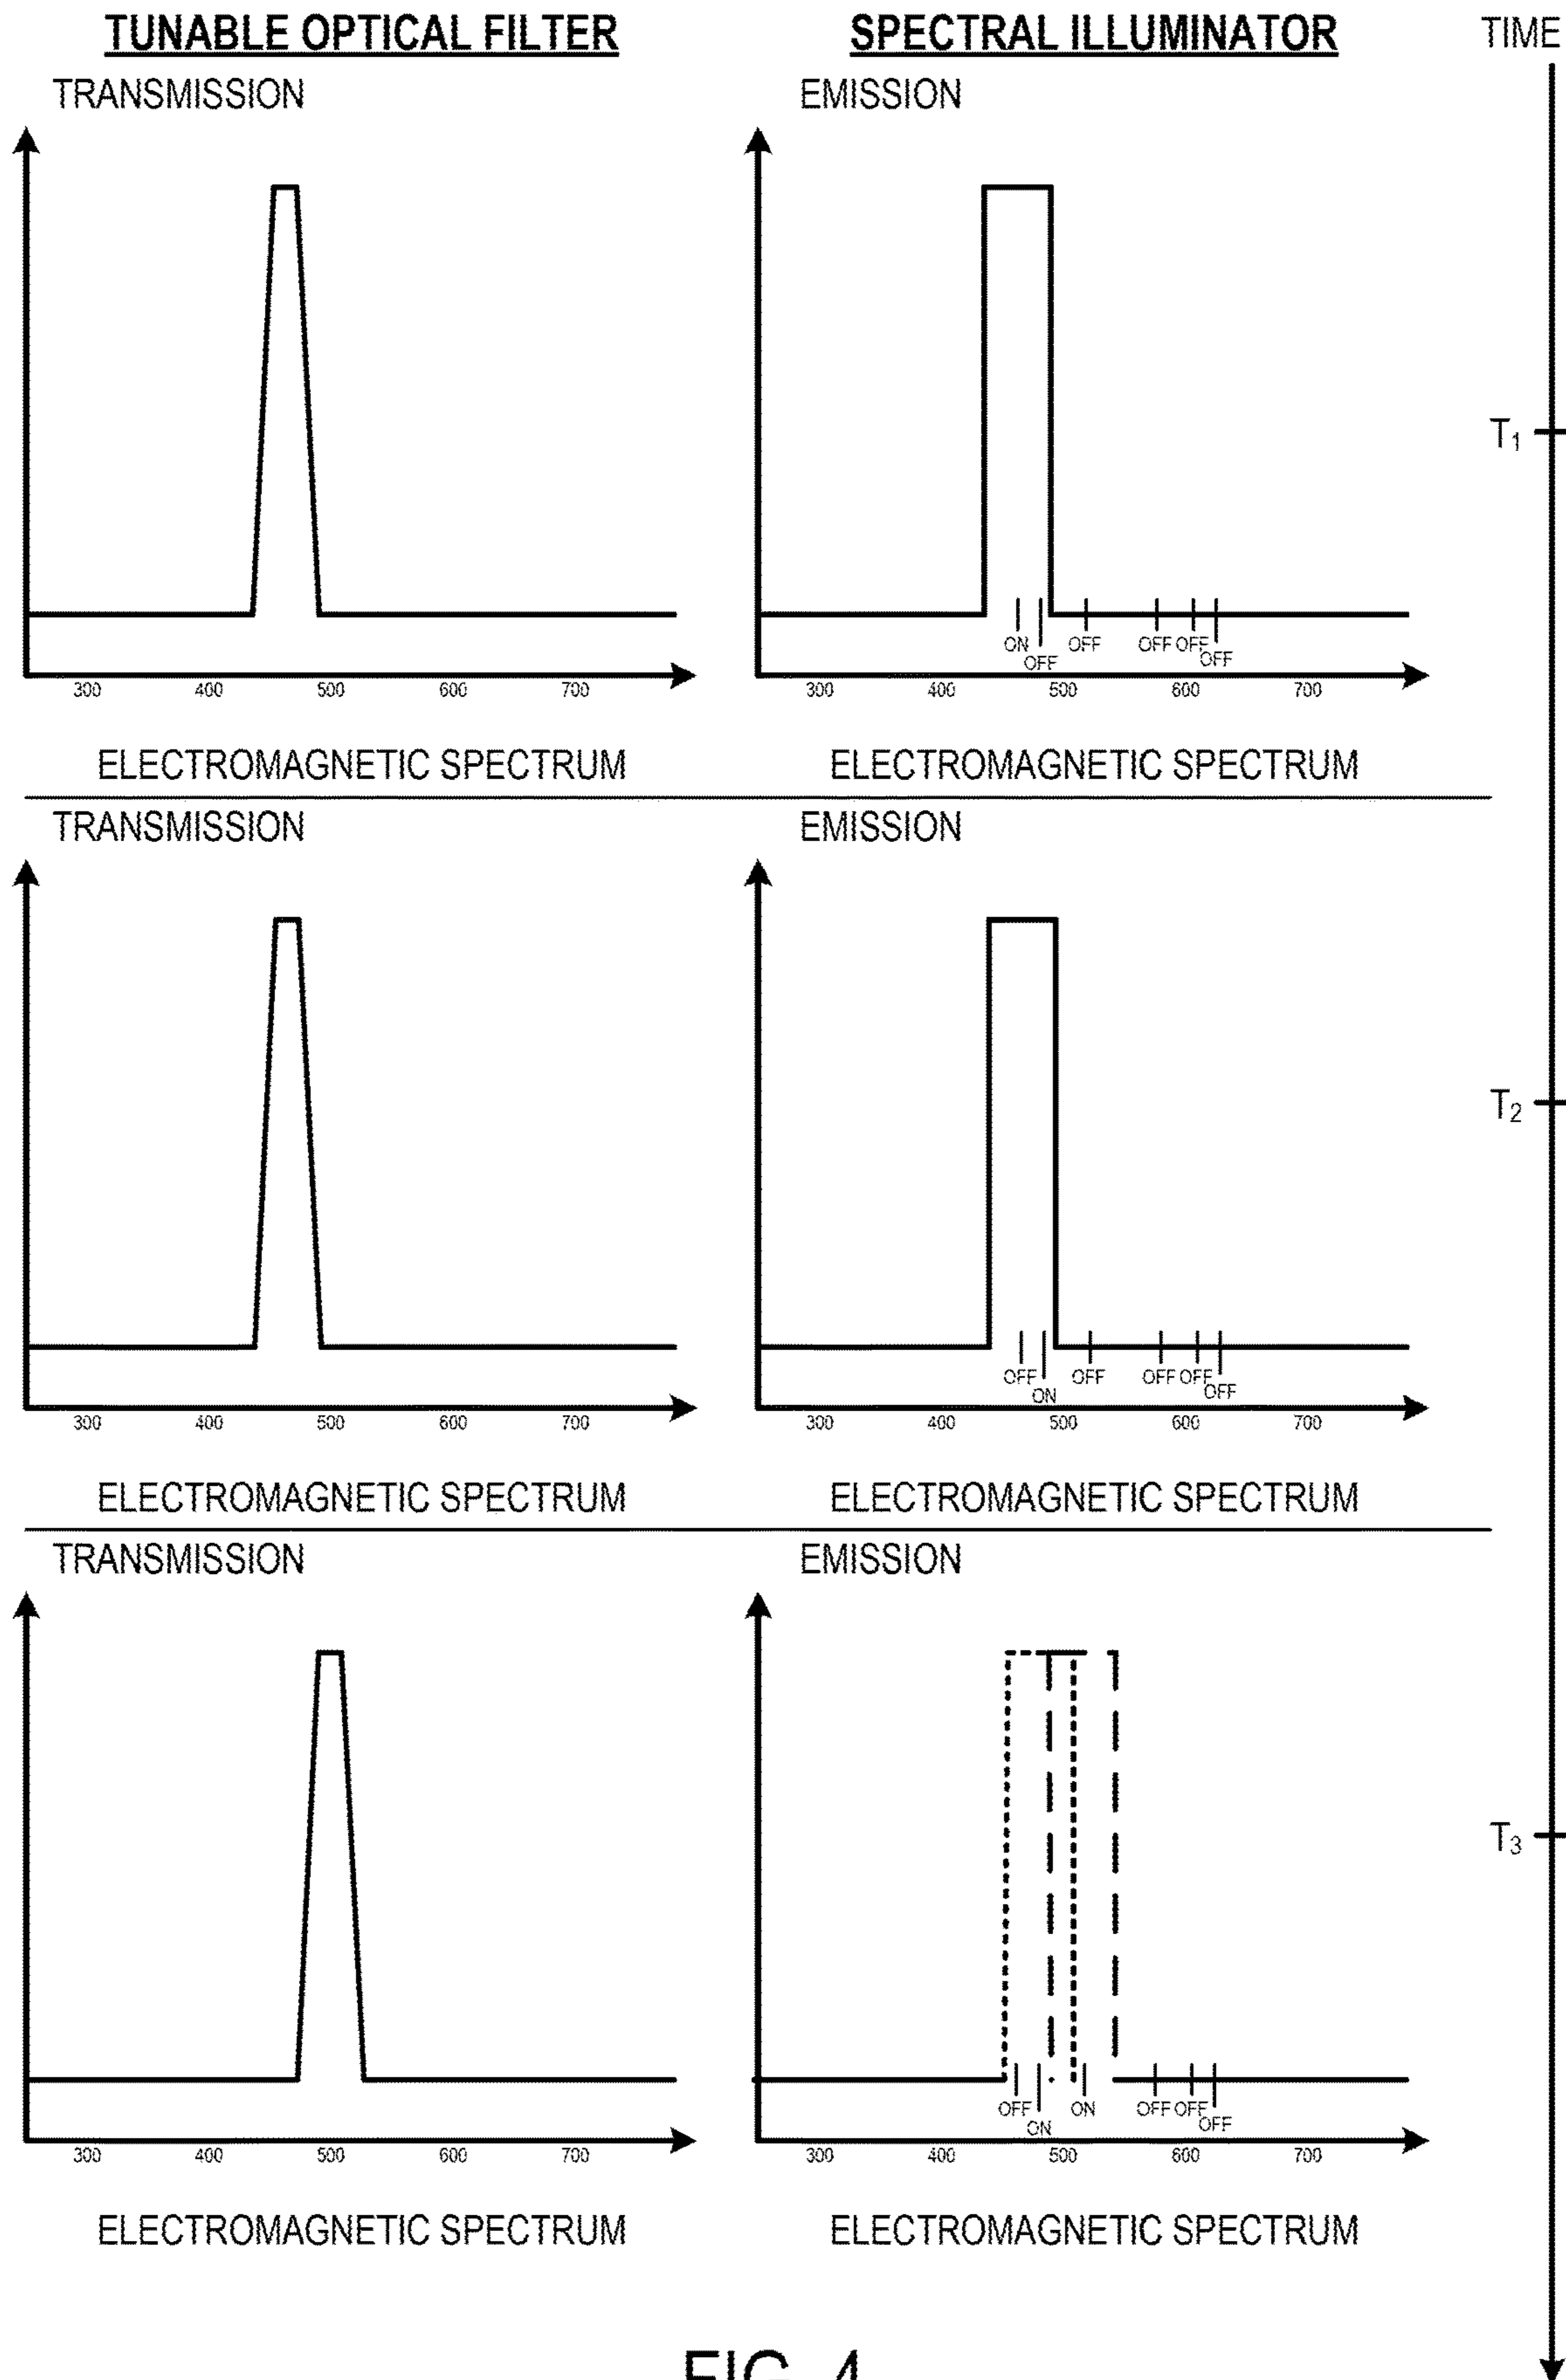 TUNABLE OPTICAL FILTER SPECTRAL ILLUMINATOR TIME
TRANSMISSION EMISSION
T1
ON OFF OFF OFF
OFF OFF
300 400 500 600 700 300 400 500 600 700
ELECTROMAGNETIC SPECTRUM ELECTROMAGNETIC SPECTRUM
TRANSMISSION EMISSION
T2
OFF OFF OFF OFF
ON OFF
300 400 500 600 700 300 400 500 600 700
ELECTROMAGNETIC SPECTRUM ELECTROMAGNETIC SPECTRUM
TRANSMISSION EMISSION
T3
OFF ON OFF OFF
ON OFF
300 400 500 600 700 300 400 500 600 700
ELECTROMAGNETIC SPECTRUM ELECTROMAGNETIC SPECTRUM
FIG. 4